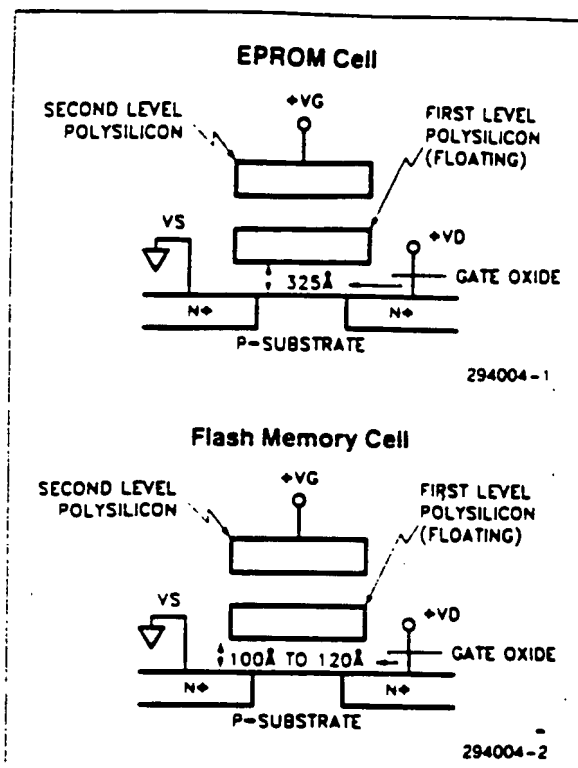 EPROM Cell
SECOND LEVEL
POLYSILICON
+VG
FIRST LEVEL
POLYSILICON
(FLOATING)
VS
+VD
325Å
GATE OXIDE
N+
N+
P-SUBSTRATE
294004-1
Flash Memory Cell
SECOND LEVEL
POLYSILICON
+VG
FIRST LEVEL
POLYSILICON
(FLOATING)
VS
+VD
100Å TO 120Å
GATE OXIDE
N+
N+
P-SUBSTRATE
294004-2